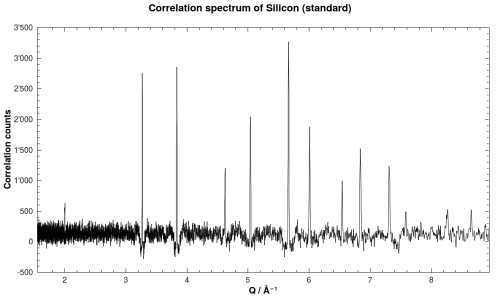 Correlation spectrum of Silicon (standard)
3'500
3'000
2'500
2'000
1'500
1'000
500
0
-500
Correlation counts
2 3 4 5 6 7 8
Q / Å⁻¹